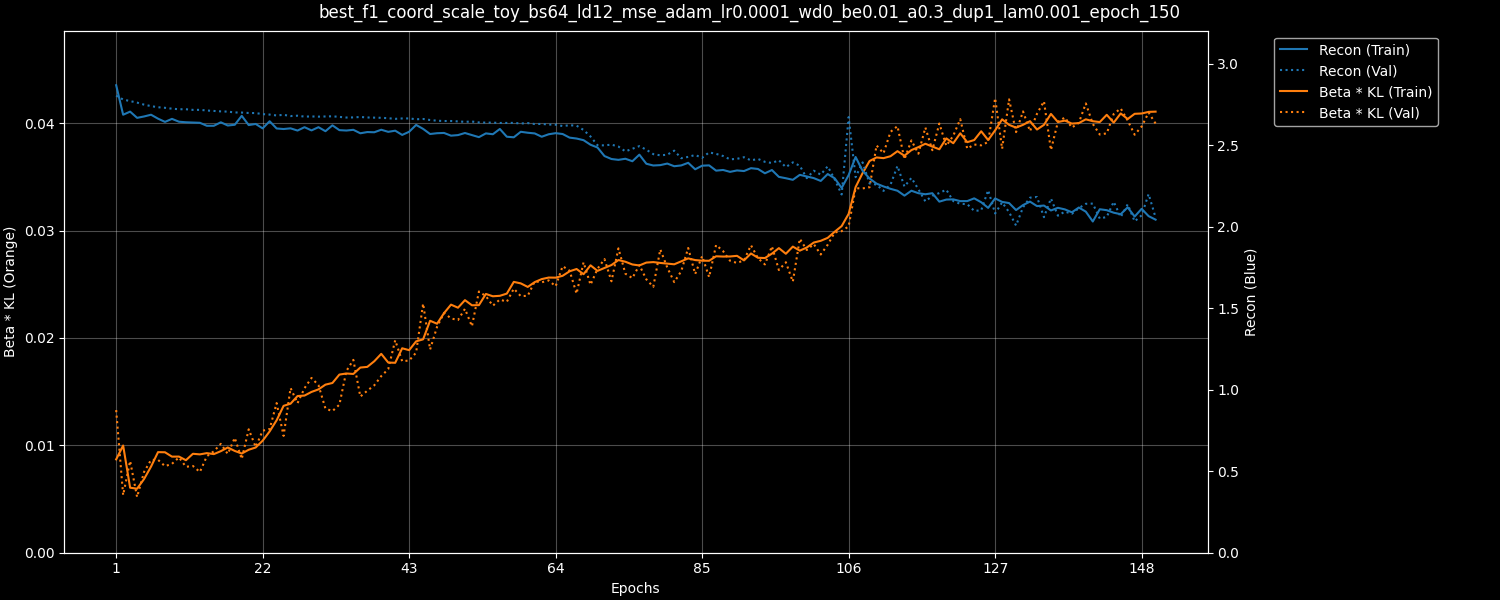 best_f1_coord_scale_toy_bs64_ld12_mse_adam_lr0.0001_wd0_be0.01_a0.3_dup1_lam0.001_epoch_150
Recon (Train)
Recon (Val)
Beta * KL (Train)
Beta * KL (Val)
Beta * KL (Orange)
0.04
0.03
0.02
0.01
0.00
3.0
2.5
2.0
1.5
1.0
0.5
0.0
Recon (Blue)
1 22 43 64 85 106 127 148
Epochs